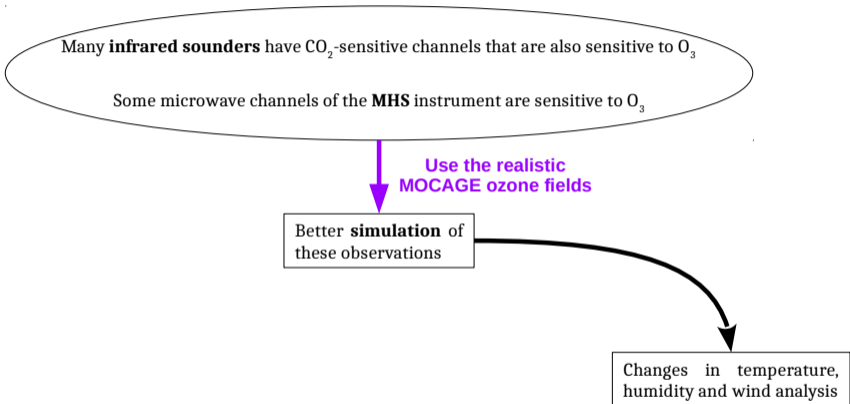 Many infrared sounders have CO₂-sensitive channels that are also sensitive to O₃
Some microwave channels of the MHS instrument are sensitive to O₃
Use the realistic
MOCAGE ozone fields
Better simulation of
these observations
Changes in temperature,
humidity and wind analysis